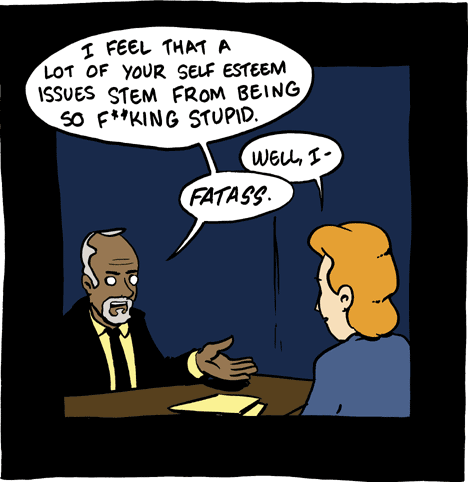 I FEEL THAT A
LOT OF YOUR SELF ESTEEM
ISSUES STEM FROM BEING
SO F**KING STUPID.
WELL, I-
FATASS.